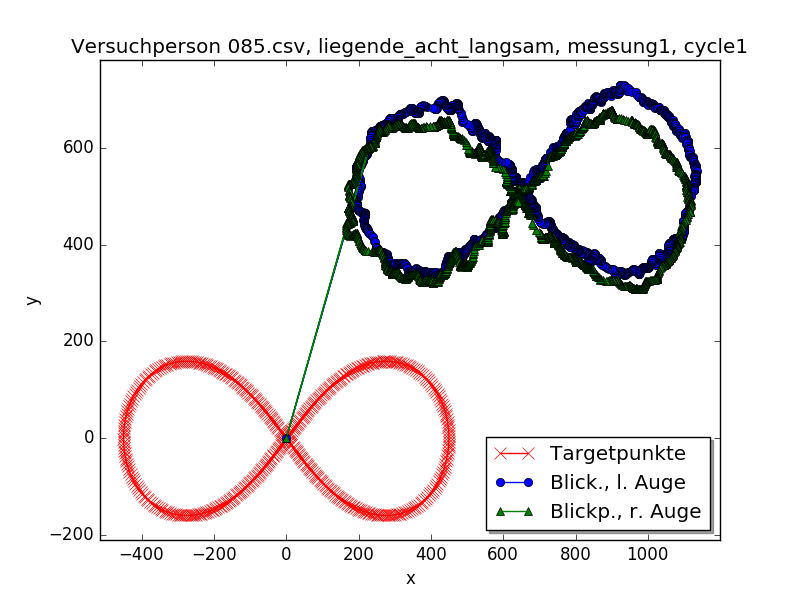 Versuchperson 085.csv, liegende_acht_langsam, messung1, cycle1
y
600
400
200
0
−200
−400
−200
0
200
400
600
800
1000
x
Targetpunkte
Blick., l. Auge
Blickp., r. Auge